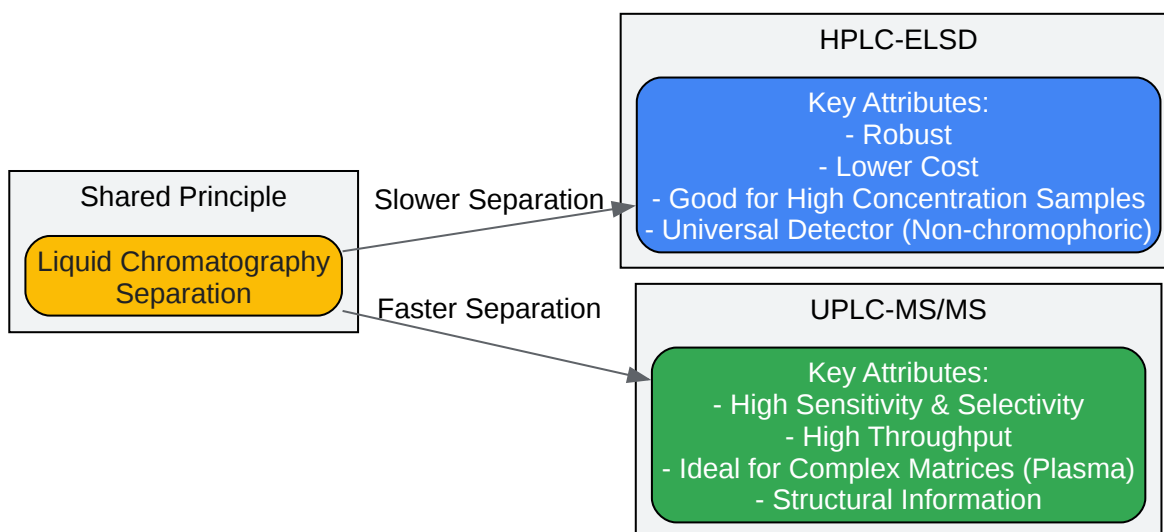 Shared Principle
Liquid Chromatography
Separation
Slower Separation
Faster Separation
HPLC-ELSD
Key Attributes:
- Robust
- Lower Cost
- Good for High Concentration Samples
- Universal Detector (Non-chromophoric)
UPLC-MS/MS
Key Attributes:
- High Sensitivity & Selectivity
- High Throughput
- Ideal for Complex Matrices (Plasma)
- Structural Information